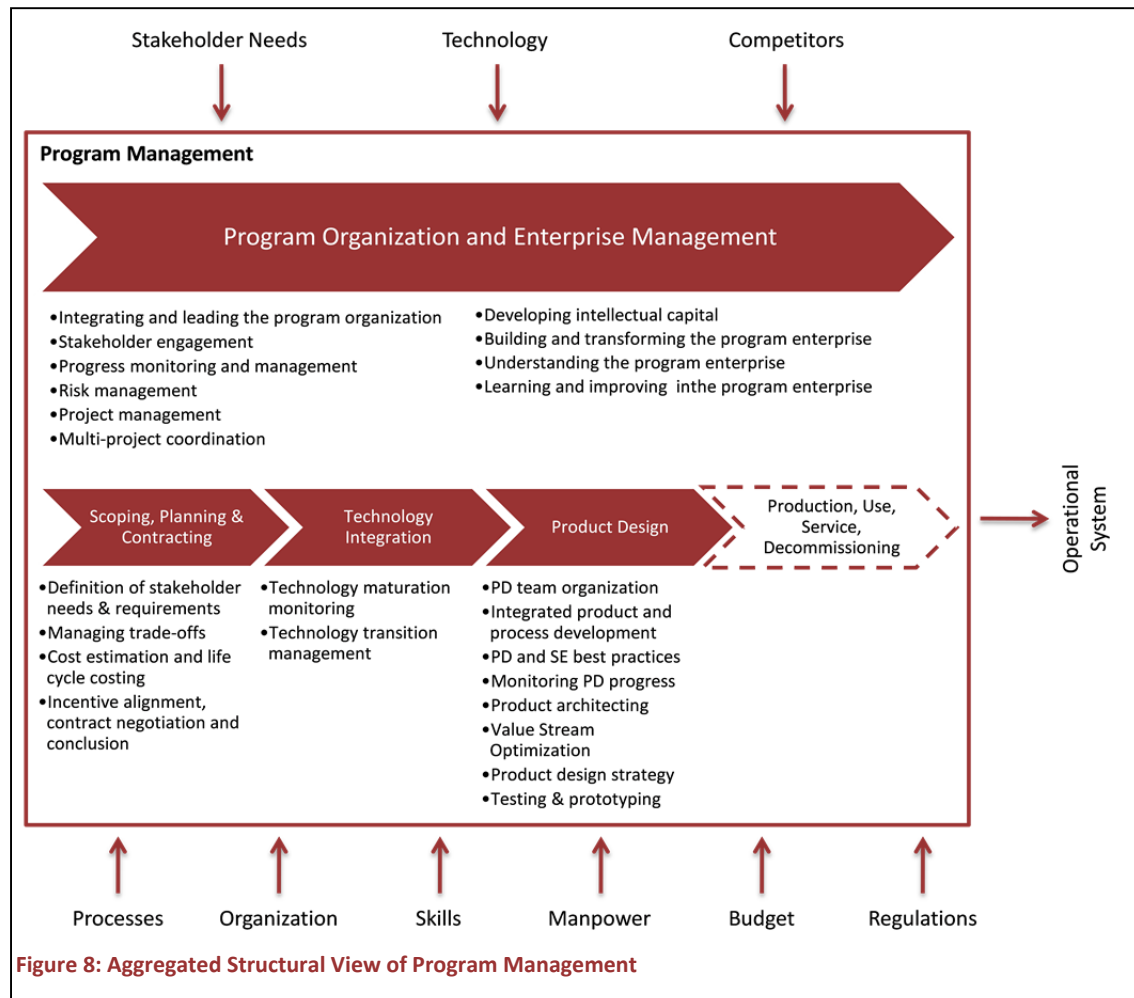 Stakeholder Needs
Technology
Competitors
Program Management
Program Organization and Enterprise Management
•Integrating and leading the program organization
•Stakeholder engagement
•Progress monitoring and management
•Risk management
•Project management
•Multi-project coordination
•Developing intellectual capital
•Building and transforming the program enterprise
•Understanding the program enterprise
•Learning and improving inthe program enterprise
Scoping, Planning &
Contracting
Technology
Integration
Product Design
Production, Use,
Service,
Decommissioning
•Definition of stakeholder
needs & requirements
•Managing trade-offs
•Cost estimation and life
cycle costing
•Incentive alignment,
contract negotiation and
conclusion
•Technology maturation
monitoring
•Technology transition
management
•PD team organization
•Integrated product and
process development
•PD and SE best practices
•Monitoring PD progress
•Product architecting
•Value Stream
Optimization
•Product design strategy
•Testing & prototyping
Operational
System
Processes
Organization
Skills
Manpower
Budget
Regulations
Figure 8: Aggregated Structural View of Program Management